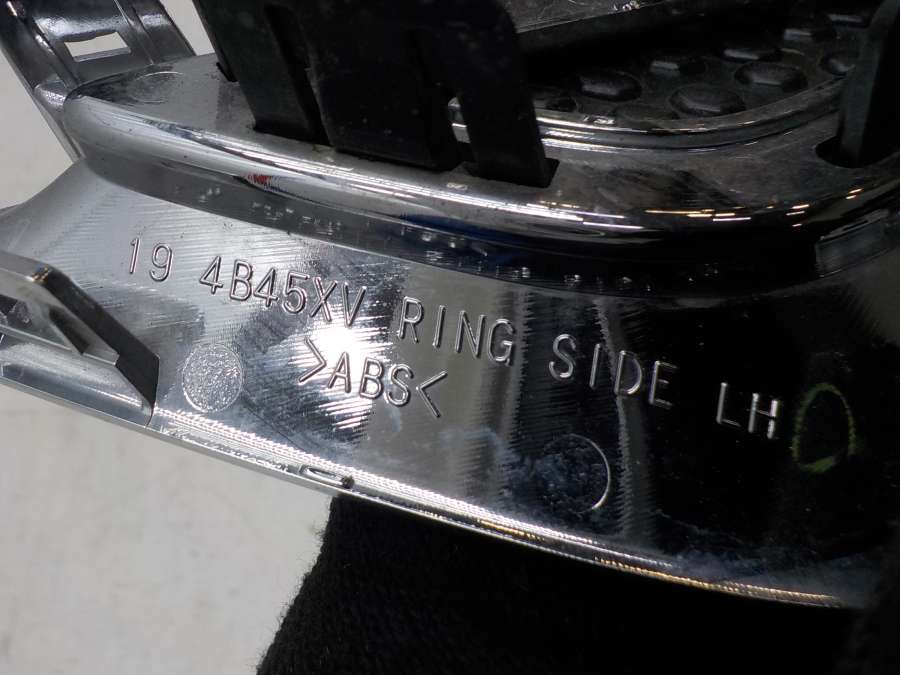 19 4B45XV RING SIDE LH
>ABS<